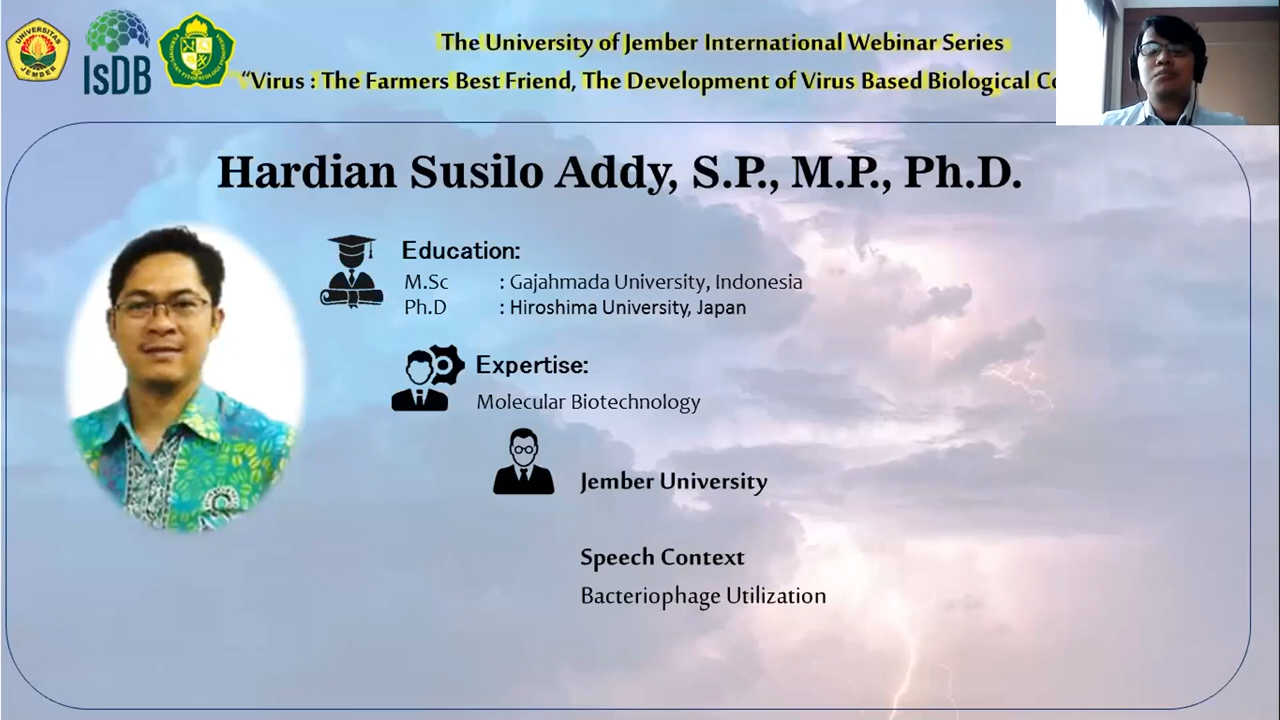 UNIVERSITAS
JEMBER
IsDB
The University of Jember International Webinar Series
"Virus : The Farmers Best Friend, The Development of Virus Based Biological Co
Hardian Susilo Addy, S.P., M.P., Ph.D.
Education:
M.Sc : Gajahmada University, Indonesia
Ph.D : Hiroshima University, Japan
Expertise:
Molecular Biotechnology
Jember University
Speech Context
Bacteriophage Utilization